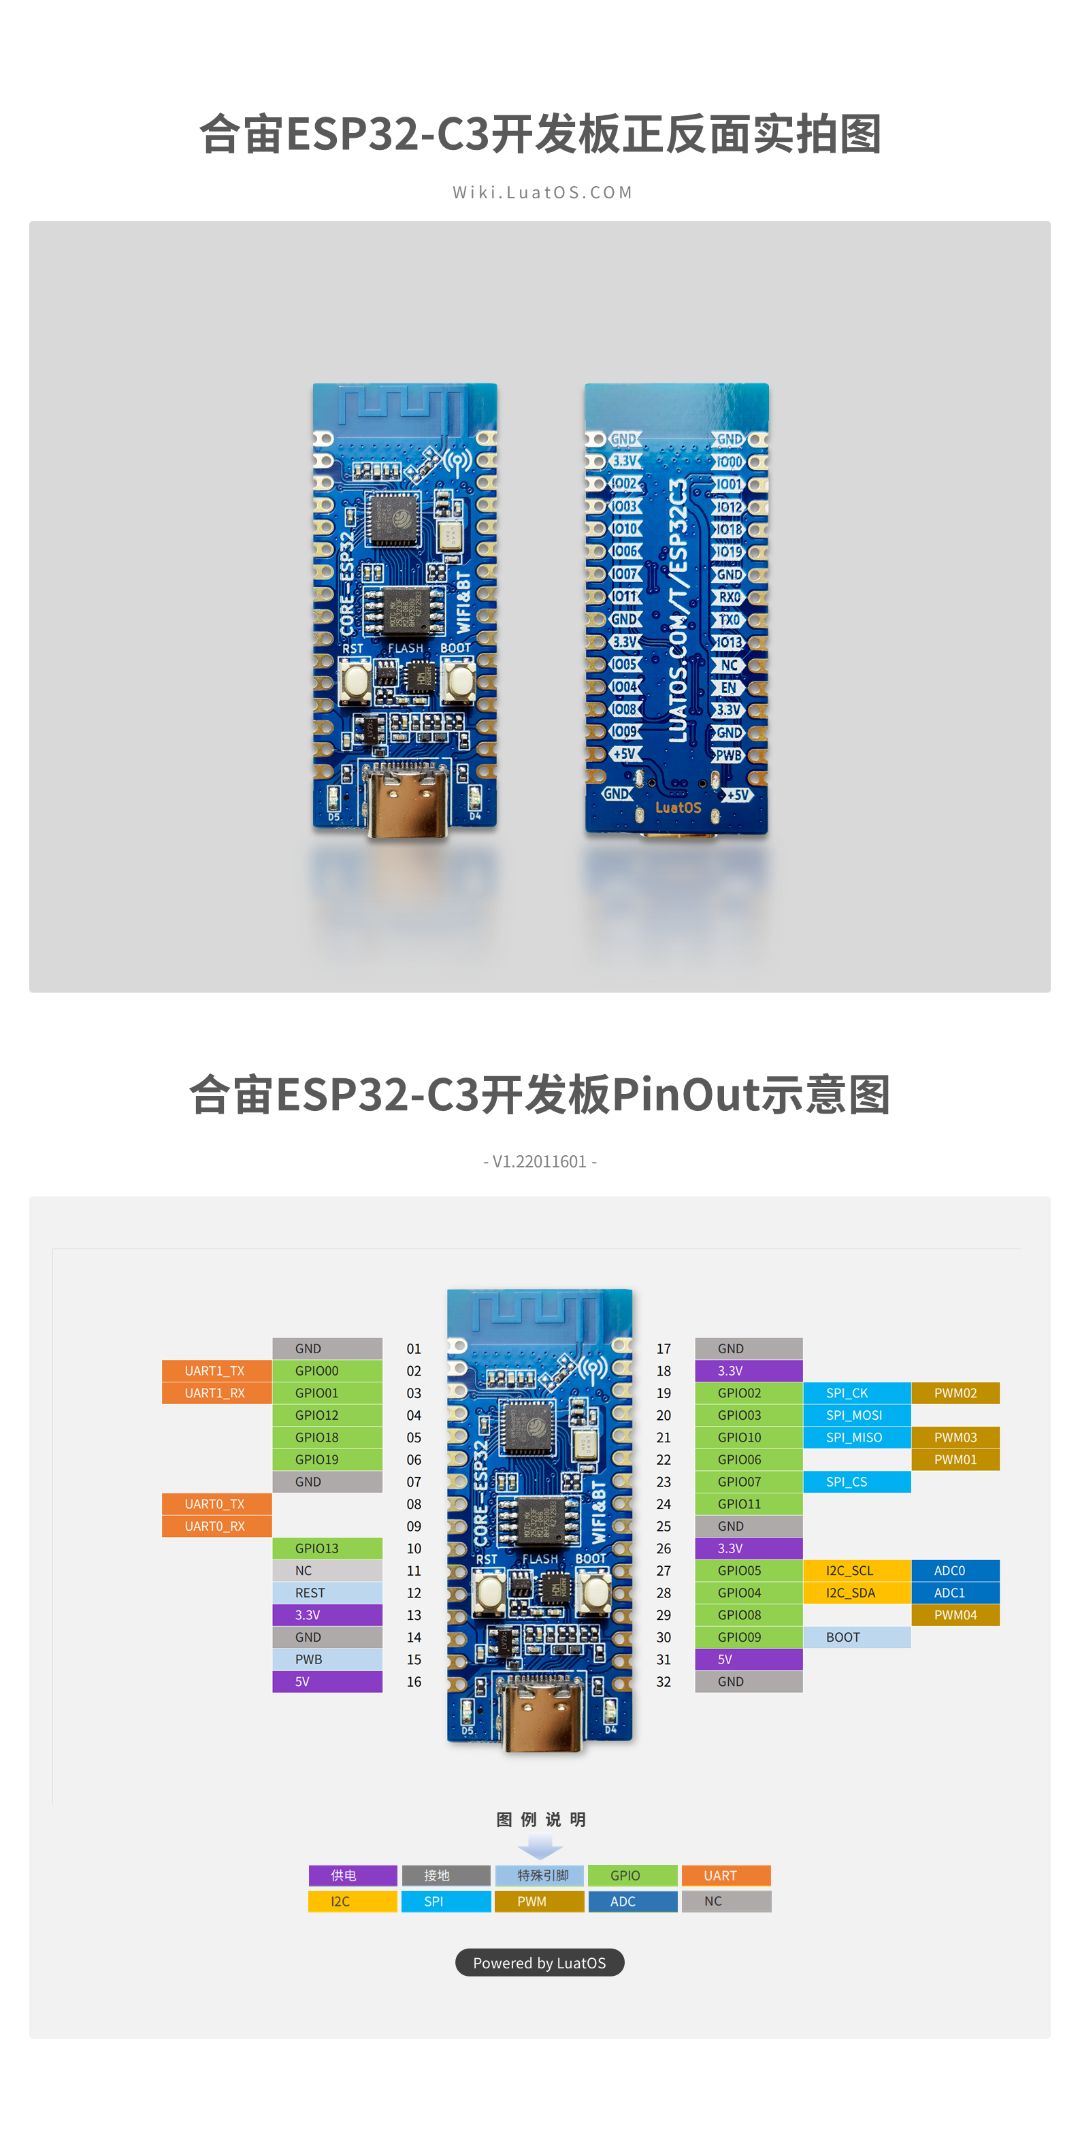 合宙ESP32-C3开发板正反面实拍图
Wiki.LuatOS.COM
CORE-ESP32
WIFI&BT
RST FLASH BOOT
D5 D4
GND GND
3.3V IO00
IO02 IO01
IO03 IO12
IO10 IO18
IO06 IO19
IO07 GND
IO11 RX0
GND TX0
3.3V IO13
IO05 NC
IO04 EN
IO08 3.3V
IO09 GND
+5V PWB
GND +5V
LUATOS.COM/T/ESP32C3
LuatOS
合宙ESP32-C3开发板PinOut示意图
- V1.22011601 -
GND 01 17 GND
UART1_TX GPIO00 02 18 3.3V
UART1_RX GPIO01 03 19 GPIO02 SPI_CK PWM02
GPIO12 04 20 GPIO03 SPI_MOSI
GPIO18 05 21 GPIO10 SPI_MISO PWM03
GPIO19 06 22 GPIO06 PWM01
GND 07 23 GPIO07 SPI_CS
UART0_TX 08 24 GPIO11
UART0_RX 09 25 GND
GPIO13 10 26 3.3V
NC 11 27 GPIO05 I2C_SCL ADC0
REST 12 28 GPIO04 I2C_SDA ADC1
3.3V 13 29 GPIO08 PWM04
GND 14 30 GPIO09 BOOT
PWB 15 31 5V
5V 16 32 GND
CORE-ESP32
WIFI&BT
RST FLASH BOOT
D5 D4
图例说明
供电 接地 特殊引脚 GPIO UART
I2C SPI PWM ADC NC
Powered by LuatOS